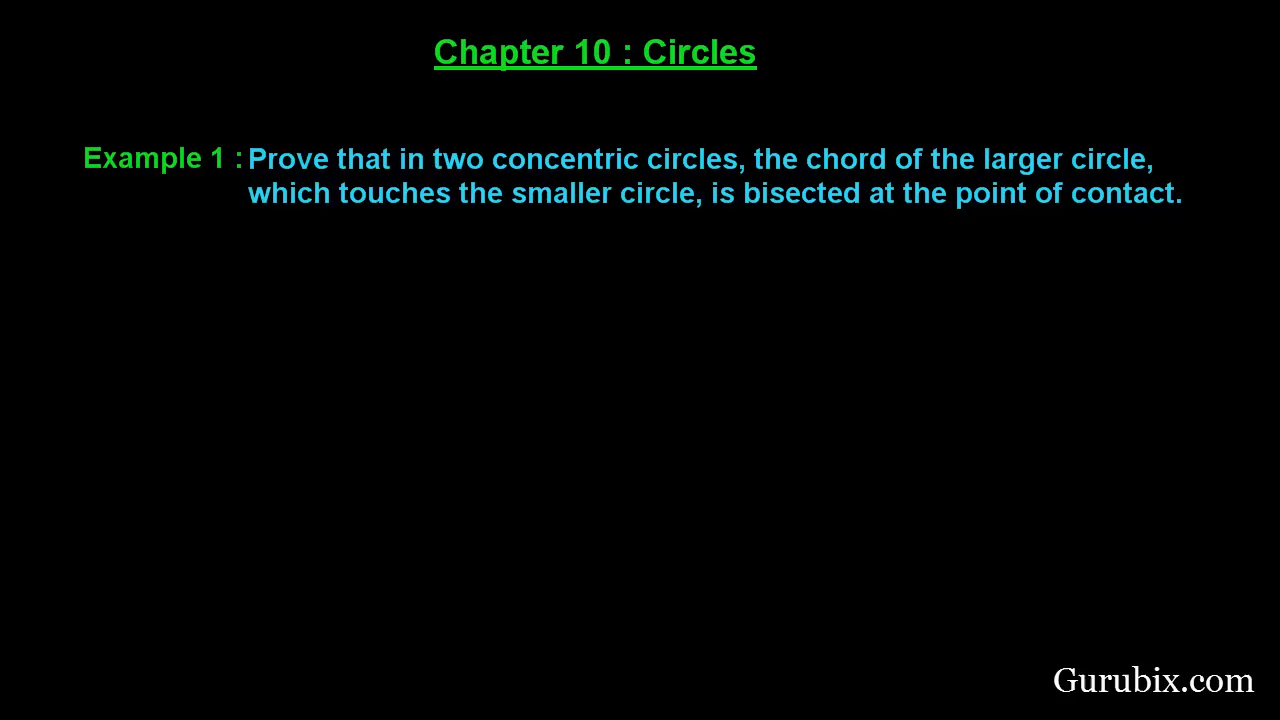 Chapter 10 : Circles
Example 1 : Prove that in two concentric circles, the chord of the larger circle,
which touches the smaller circle, is bisected at the point of contact.
Gurubix.com